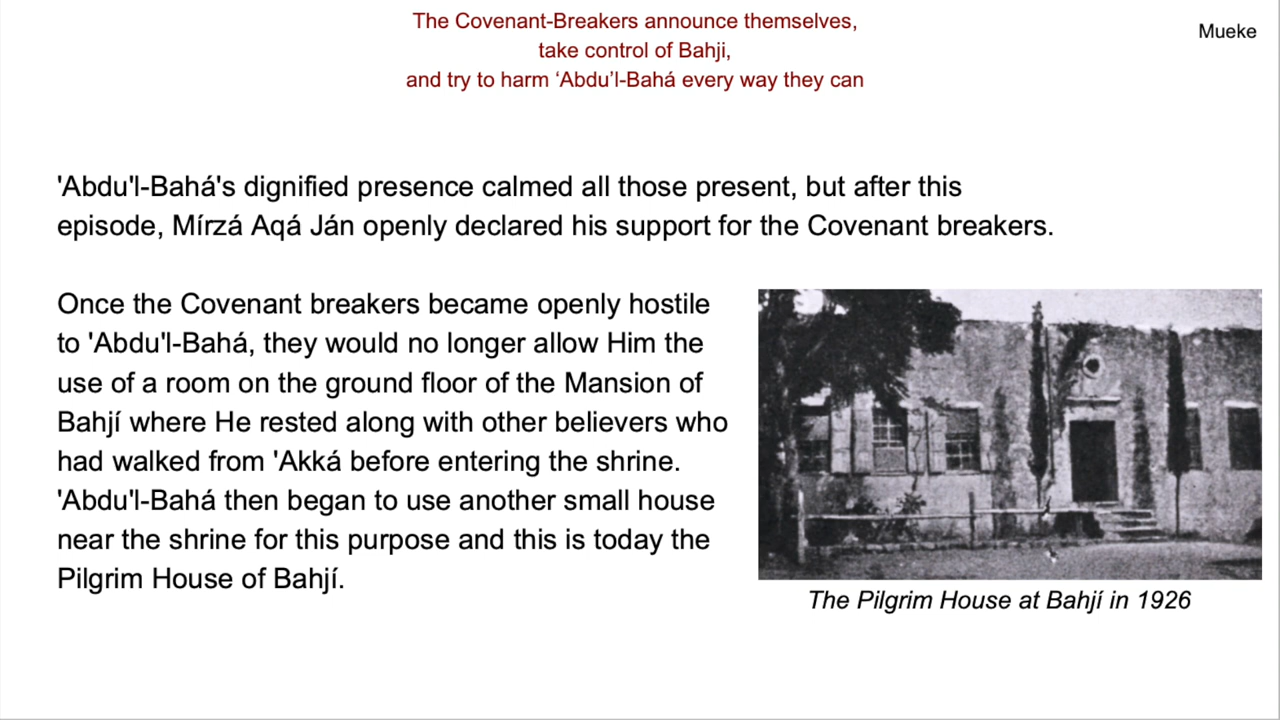 The Covenant-Breakers announce themselves,
take control of Bahji,
and try to harm ‘Abdu’l-Bahá every way they can
Mueke
'Abdu'l-Bahá's dignified presence calmed all those present, but after this
episode, Mírzá Aqá Ján openly declared his support for the Covenant breakers.
Once the Covenant breakers became openly hostile
to 'Abdu'l-Bahá, they would no longer allow Him the
use of a room on the ground floor of the Mansion of
Bahjí where He rested along with other believers who
had walked from 'Akká before entering the shrine.
'Abdu'l-Bahá then began to use another small house
near the shrine for this purpose and this is today the
Pilgrim House of Bahjí.
The Pilgrim House at Bahjí in 1926